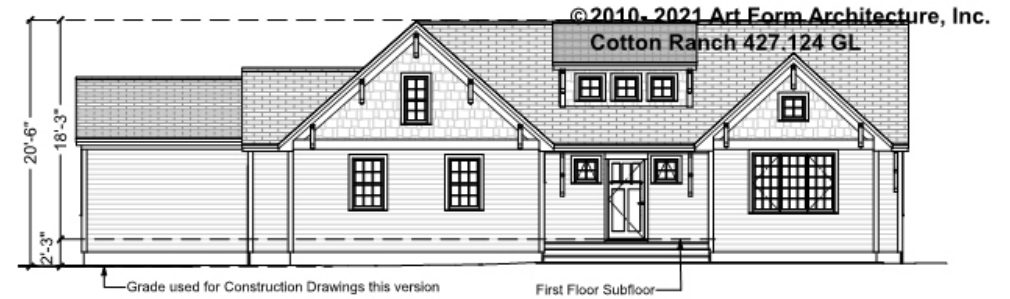 ©2010- 2021 Art Form Architecture, Inc.
Cotton Ranch 427.124 GL
20'-6"
18'-3"
2'-3"
Grade used for Construction Drawings this version
First Floor Subfloor